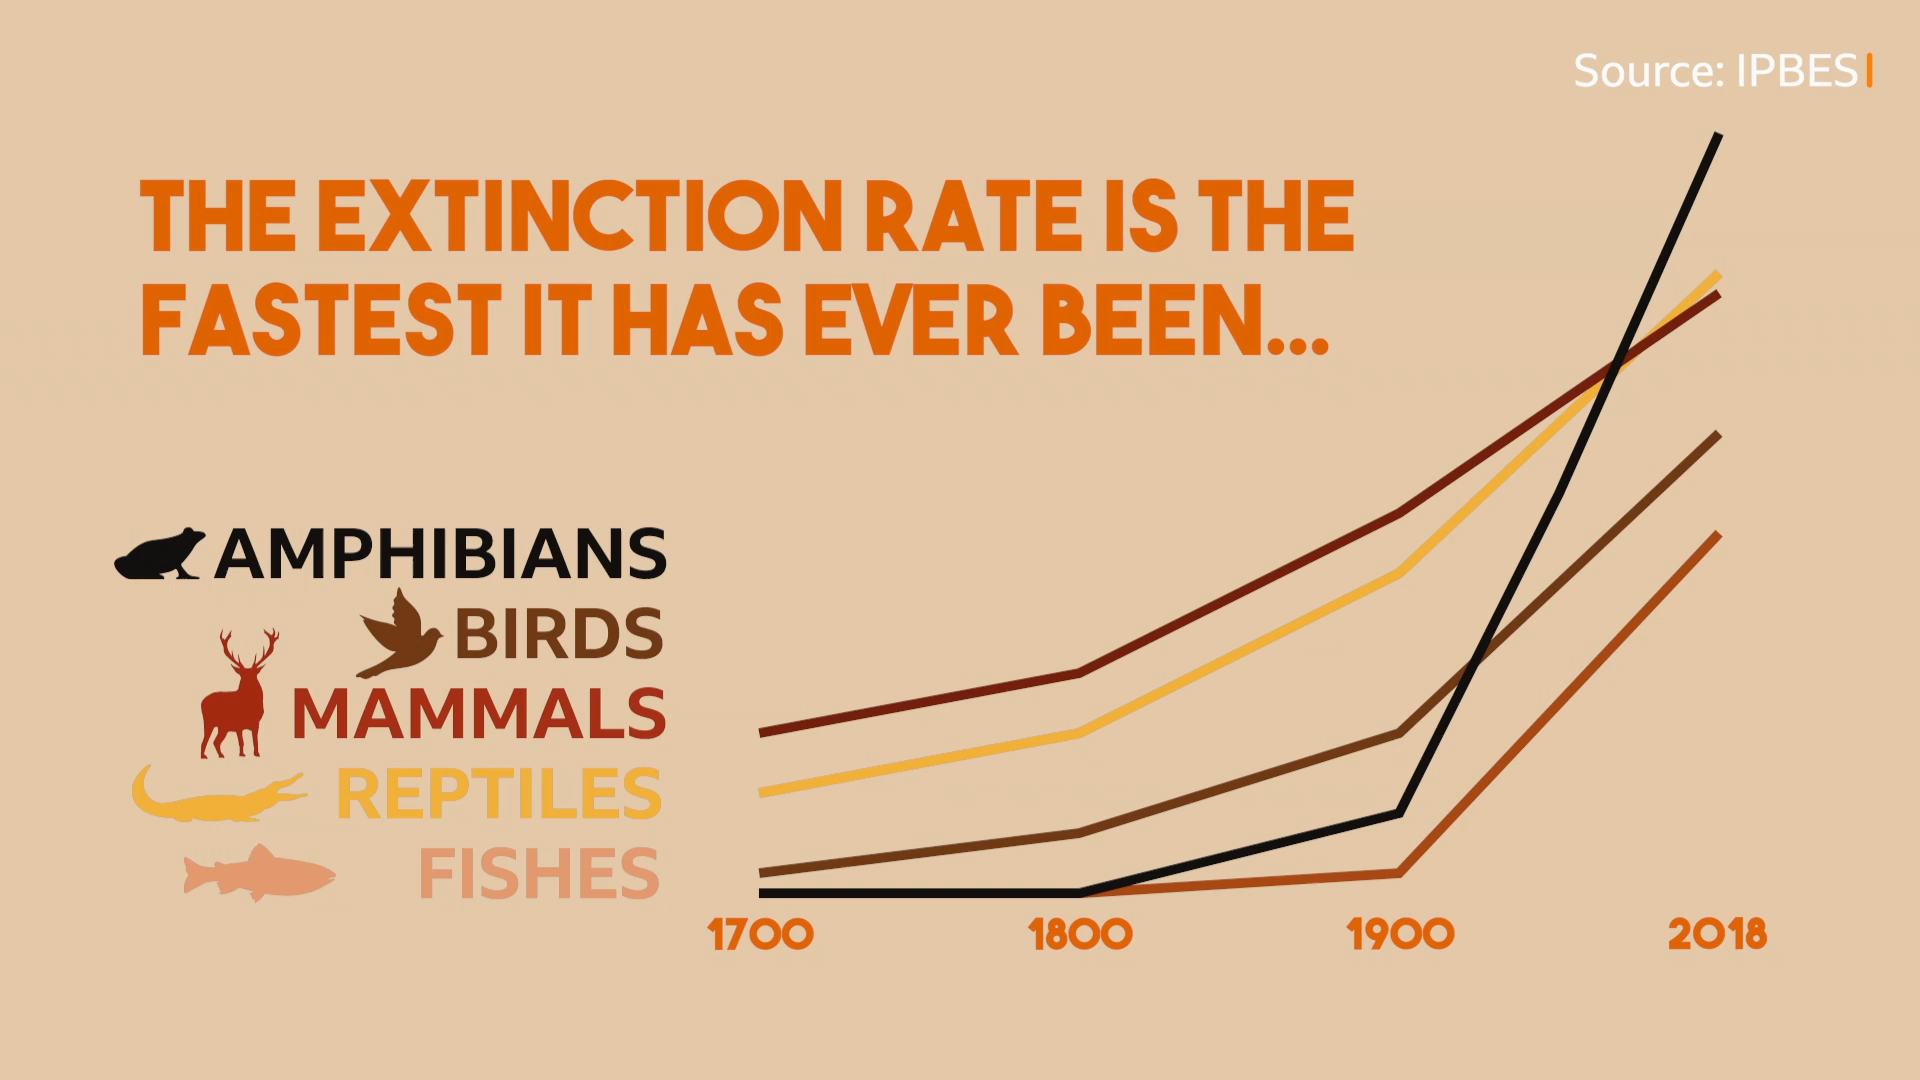 Source: IPBES
THE EXTINCTION RATE IS THE
FASTEST IT HAS EVER BEEN...
AMPHIBIANS
BIRDS
MAMMALS
REPTILES
FISHES
1700 1800 1900 2018